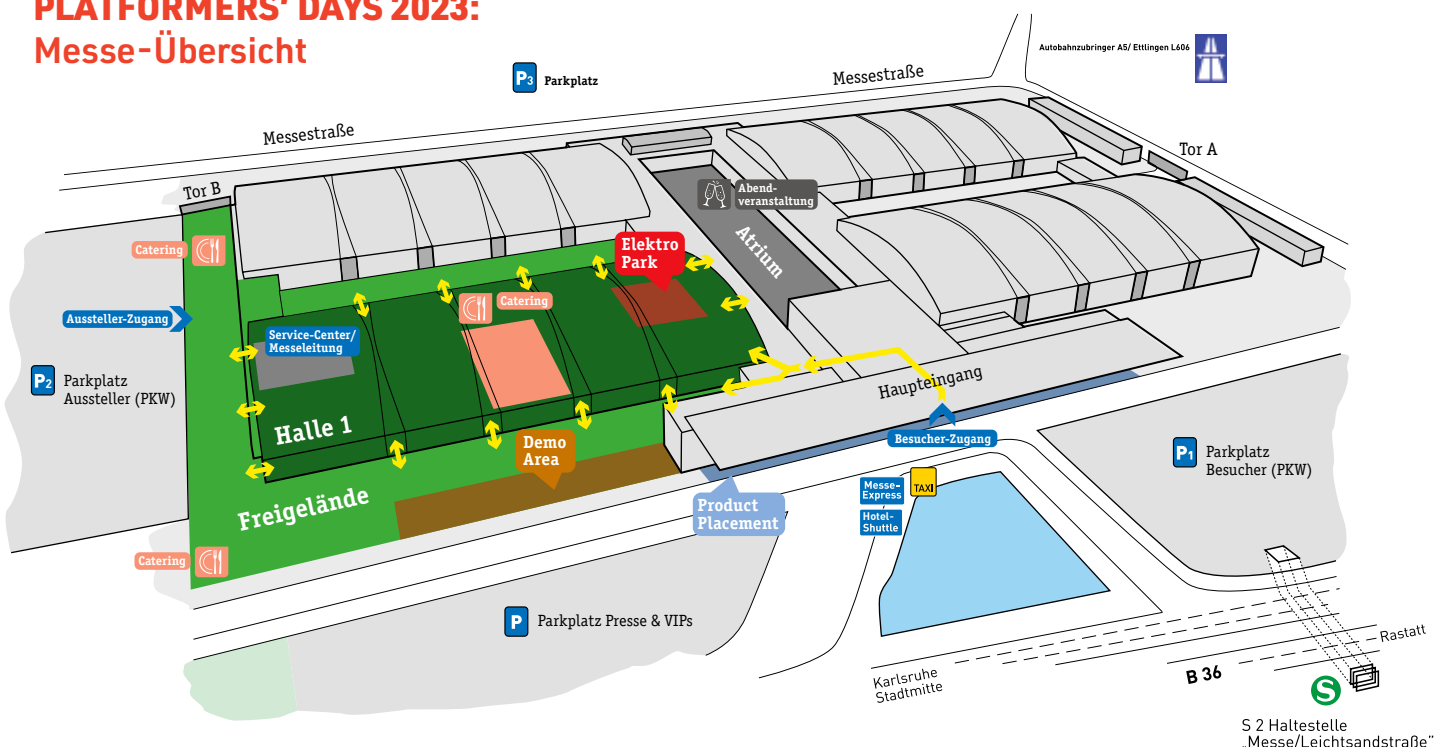 PLATFORMERS' DAYS 2023:
Messe-Übersicht
Autobahnzubringer A5/ Ettlingen L606
P3 Parkplatz
Messestraße
Messestraße
Tor A
Tor B
Abend-
veranstaltung
Atrium
Catering
Elektro
Park
Catering
Aussteller-Zugang
Service-Center/
Messeleitung
P2 Parkplatz
Aussteller (PKW)
Haupteingang
Halle 1
Besucher-Zugang
Demo
Area
P1 Parkplatz
Besucher (PKW)
Messe-
Express
TAXI
Hotel-
Shuttle
Freigelände
Product
Placement
Catering
P Parkplatz Presse & VIPs
Karlsruhe
Stadtmitte
B 36
Rastatt
S
S 2 Haltestelle
„Messe/Leichtsandstraße“